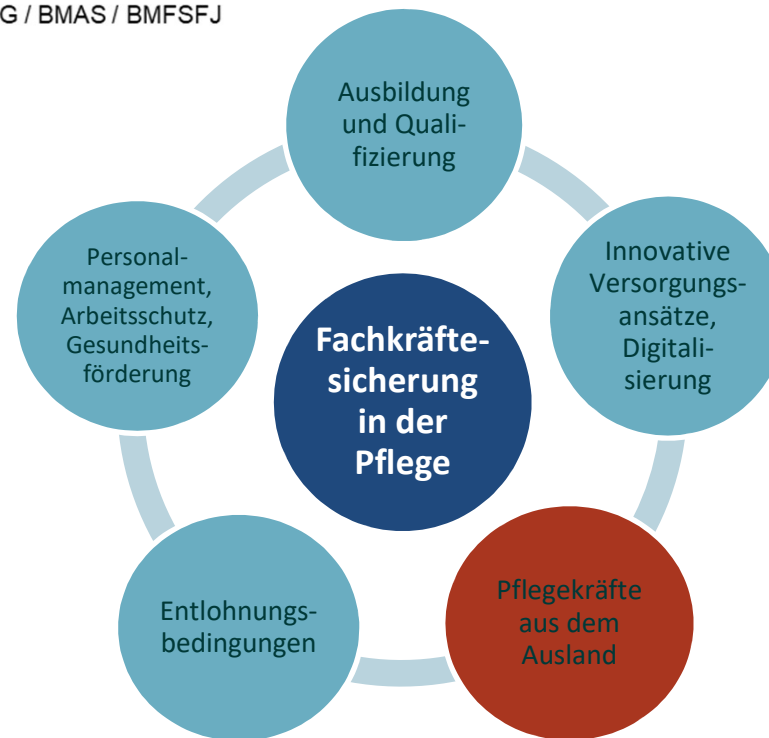 G / BMAS / BMFSFJ
Ausbildung
und Quali-
fizierung
Innovative
Versorgungs-
ansätze,
Digitali-
sierung
Pflegekräfte
aus dem
Ausland
Entlohnungs-
bedingungen
Personal-
management,
Arbeitsschutz,
Gesundheits-
förderung
Fachkräfte-
sicherung
in der
Pflege